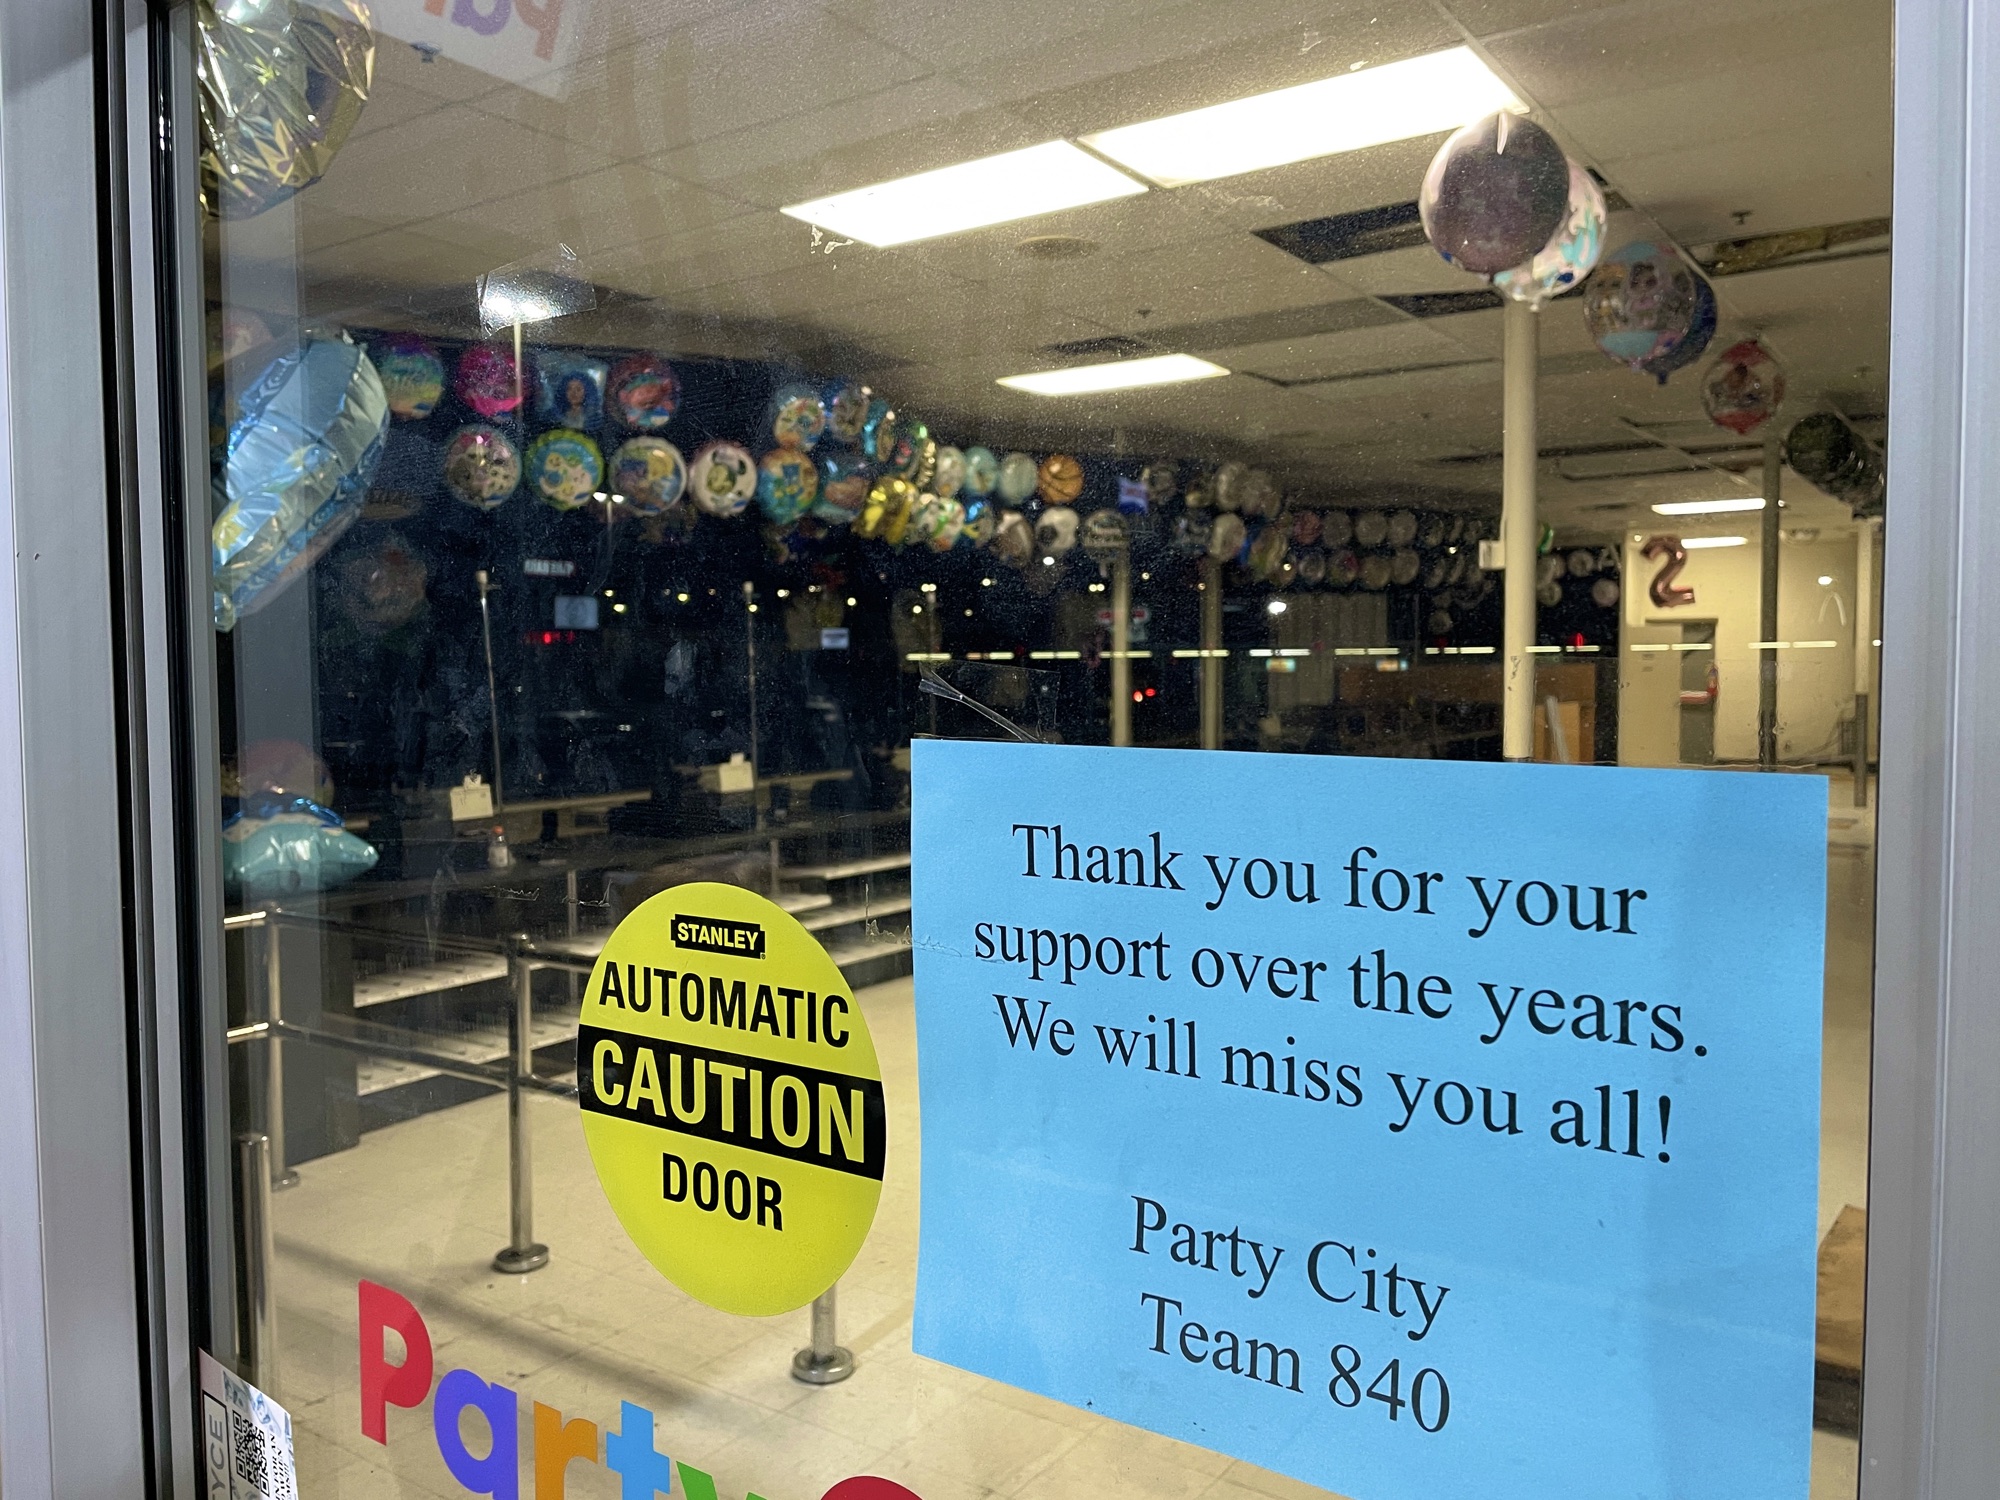 STANLEY
AUTOMATIC
CAUTION
DOOR
Thank you for your
support over the years.
We will miss you all!
Party City
Team 840
Party
2